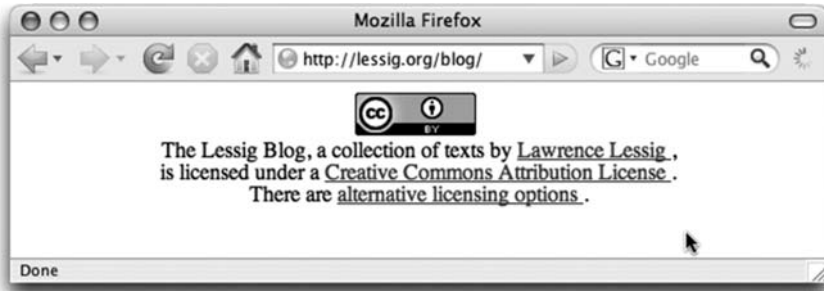 Mozilla Firefox
http://lessig.org/blog/ G Google
cc
BY
The Lessig Blog, a collection of texts by Lawrence Lessig ,
is licensed under a Creative Commons Attribution License .
There are alternative licensing options .
Done